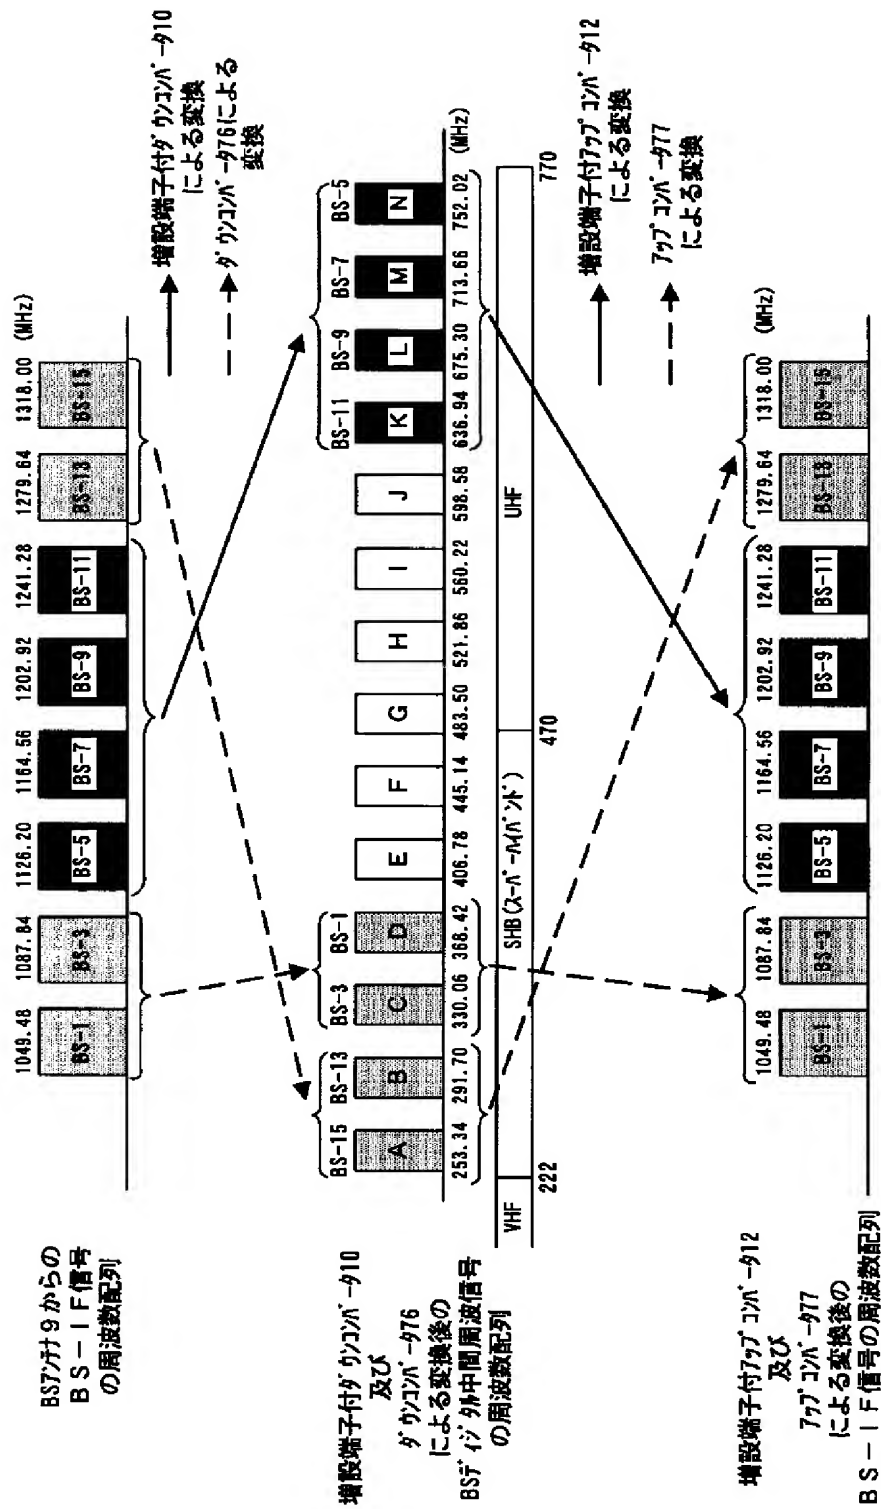 BSアンテナ9からの
BS-IF信号
の周波数配列
1049.48 1087.84 1126.20 1164.56 1202.92 1241.28 1279.64 1318.00 (MHz)
BS-1 BS-3 BS-5 BS-7 BS-9 BS-11 BS-13 BS-15
増設端子付ダウンコンバータ10
による変換
ダウンコンバータ76による
変換
増設端子付ダウンコンバータ10
及び
ダウンコンバータ76
による変換後の
BSディジタル中間周波信号
の周波数配列
BS-15 BS-13 BS-3 BS-1 BS-11 BS-9 BS-7 BS-5
A B C D E F G H I J K L M N
253.34 291.70 330.06 368.42 406.78 445.14 483.50 521.86 560.22 598.58 636.94 675.30 713.66 752.02 (MHz)
VHF SHB(スーパーハイバンド) UHF
222 470 770
増設端子付アップコンバータ12
による変換
アップコンバータ77
による変換
増設端子付アップコンバータ12
及び
アップコンバータ77
による変換後の
BS-IF信号の周波数配列
1049.48 1087.84 1126.20 1164.56 1202.92 1241.28 1279.64 1318.00 (MHz)
BS-1 BS-3 BS-5 BS-7 BS-9 BS-11 BS-13 BS-15